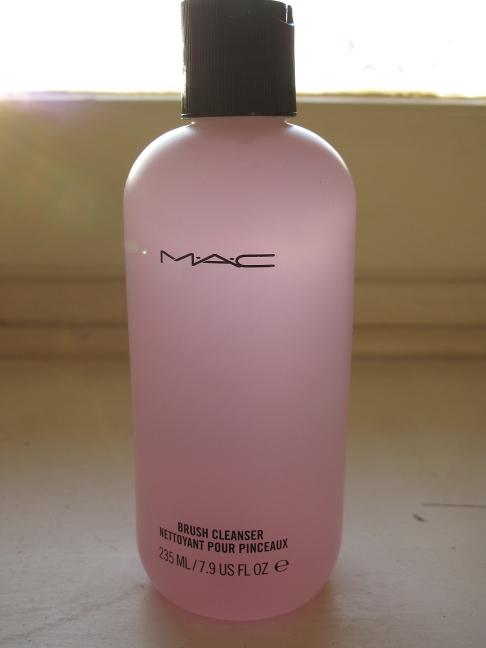 M·A·C
BRUSH CLEANSER
NETTOYANT POUR PINCEAUX
235 ML / 7.9 US FL OZ ℮